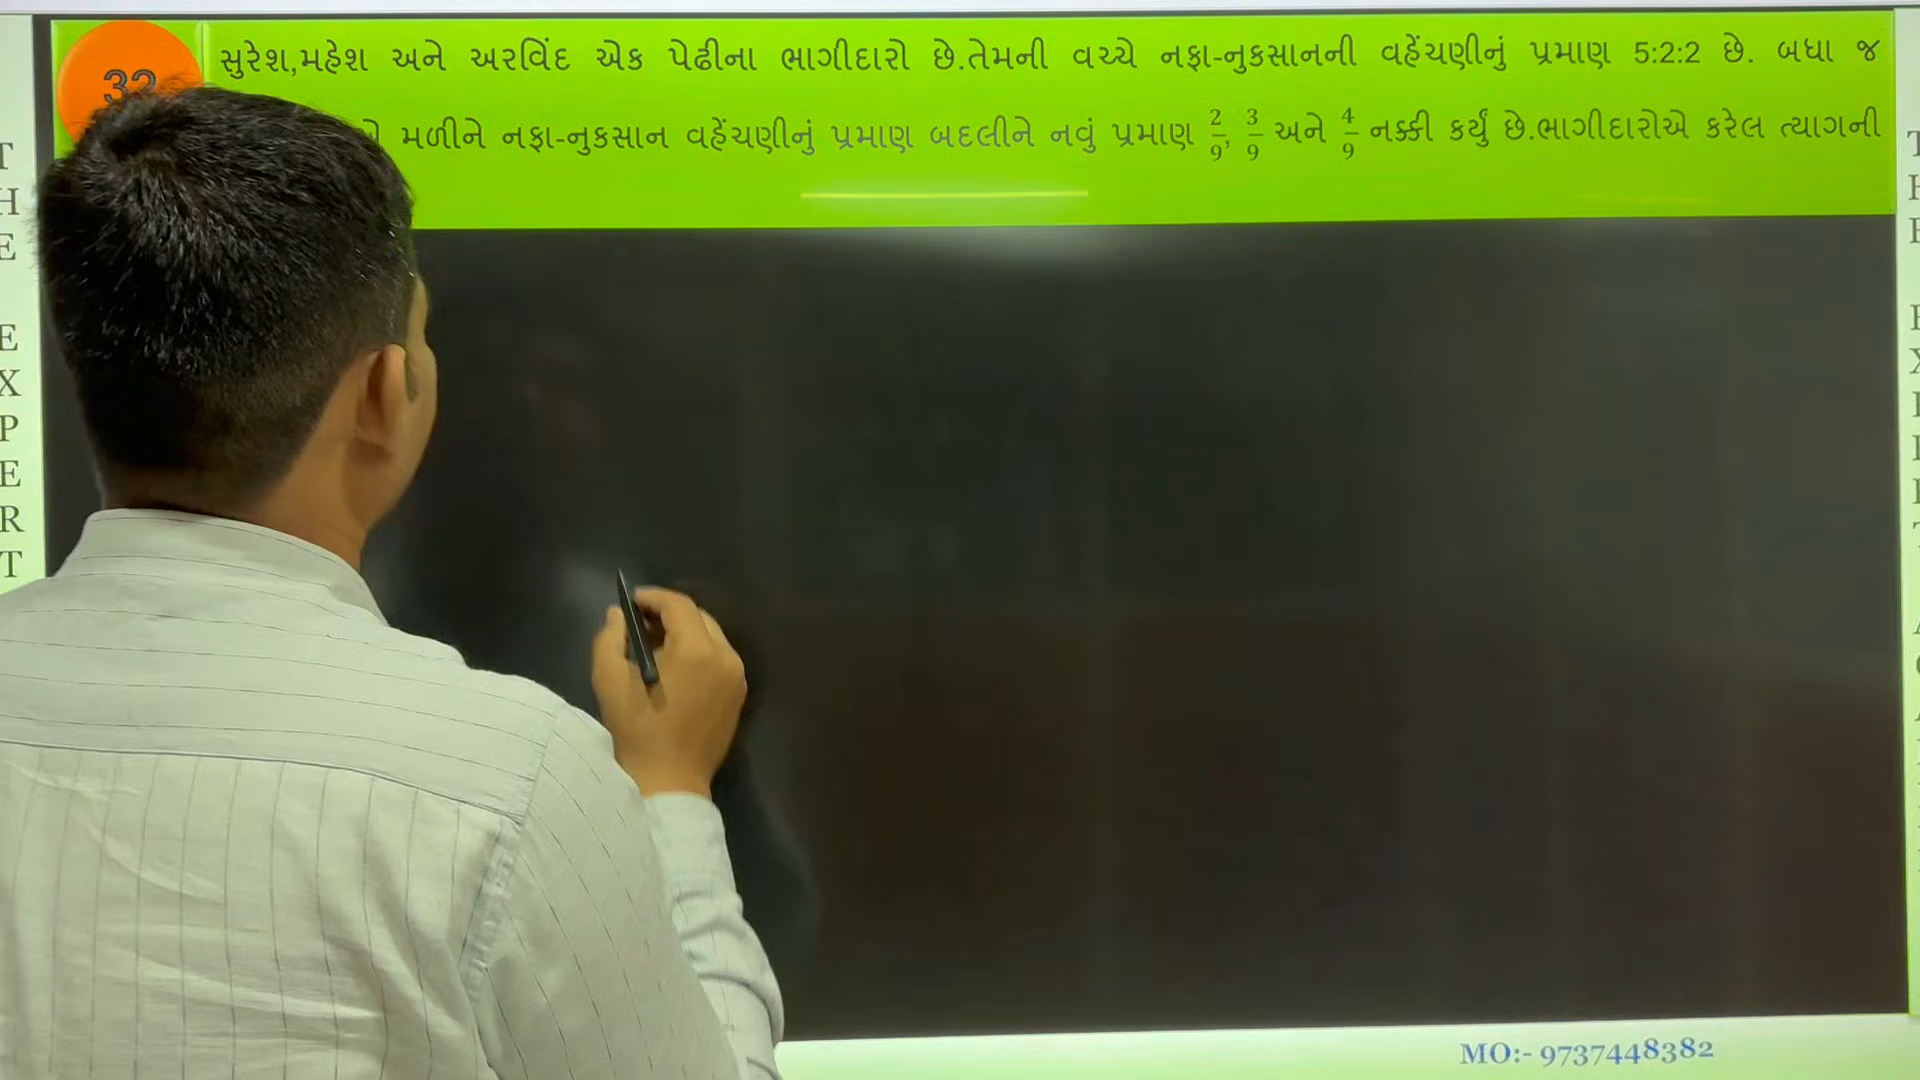 32
સુરેશ,મહેશ અને અરવિંદ એક પેઢીના ભાગીદારો છે.તેમની વચ્ચે નફા-નુકસાનની વહેંચણીનું પ્રમાણ 5:2:2 છે. બધા જ
મળીને નફા-નુકસાન વહેંચણીનું પ્રમાણ બદલીને નવું પ્રમાણ 2/9, 3/9 અને 4/9 નક્કી કર્યું છે.ભાગીદારોએ કરેલ ત્યાગની
T
H
E
E
X
P
E
R
T
MO:- 9737448382